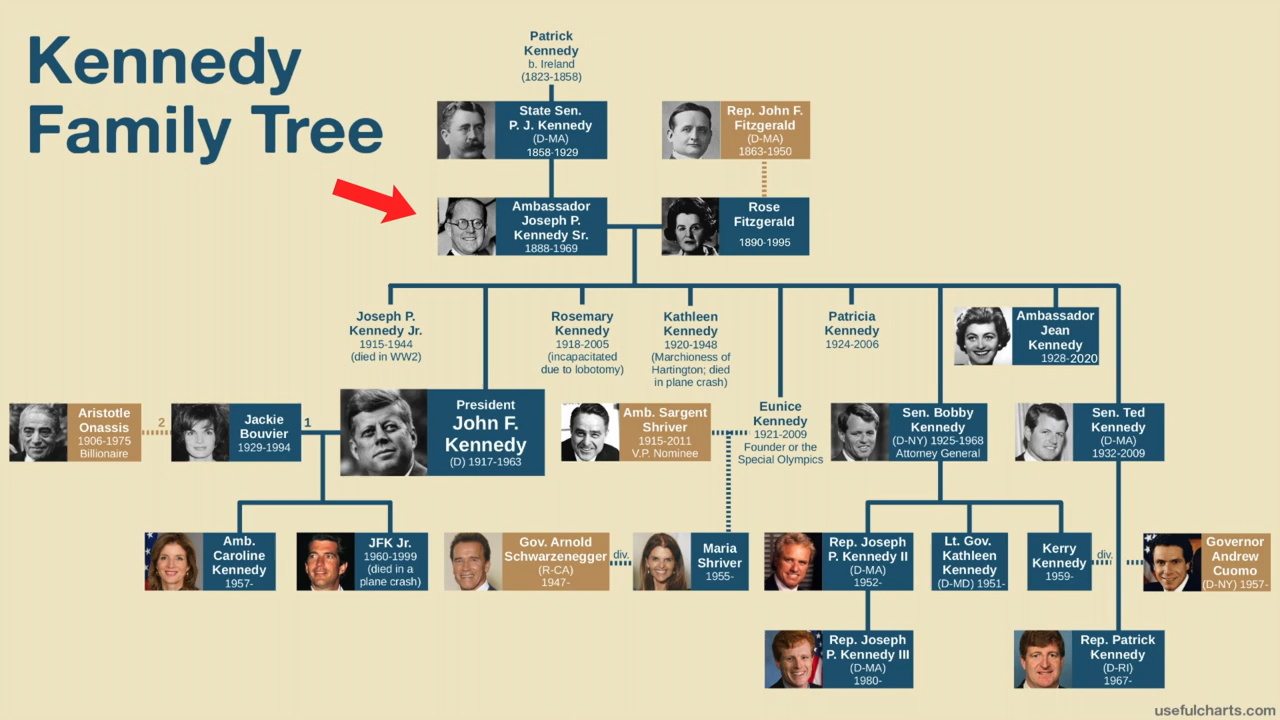 Kennedy
Family Tree
Patrick
Kennedy
b. Ireland
(1823-1858)
State Sen.
P. J. Kennedy
(D-MA)
1858-1929
Rep. John F.
Fitzgerald
(D-MA)
1863-1950
Ambassador
Joseph P.
Kennedy Sr.
1888-1969
Rose
Fitzgerald
1890-1995
Joseph P.
Kennedy Jr.
1915-1944
(died in WW2)
Rosemary
Kennedy
1918-2005
(incapacitated
due to lobotomy)
Kathleen
Kennedy
1920-1948
(Marchioness of
Hartington; died
in plane crash)
Patricia
Kennedy
1924-2006
Ambassador
Jean
Kennedy
1928-2020
Aristotle
Onassis
1906-1975
Billionaire
2
Jackie
Bouvier
1929-1994
1
President
John F.
Kennedy
(D) 1917-1963
Amb. Sargent
Shriver
1915-2011
V.P. Nominee
Eunice
Kennedy
1921-2009
Founder or the
Special Olympics
Sen. Bobby
Kennedy
(D-NY) 1925-1968
Attorney General
Sen. Ted
Kennedy
(D-MA)
1932-2009
Amb.
Caroline
Kennedy
1957-
JFK Jr.
1960-1999
(died in a
plane crash)
Gov. Arnold
Schwarzenegger
(R-CA)
1947-
div.
Maria
Shriver
1955-
Rep. Joseph
P. Kennedy II
(D-MA)
1952-
Lt. Gov.
Kathleen
Kennedy
(D-MD) 1951-
Kerry
Kennedy
1959-
div.
Governor
Andrew
Cuomo
(D-NY) 1957-
Rep. Joseph
P. Kennedy III
(D-MA)
1980-
Rep. Patrick
Kennedy
(D-RI)
1967-
usefulcharts.com